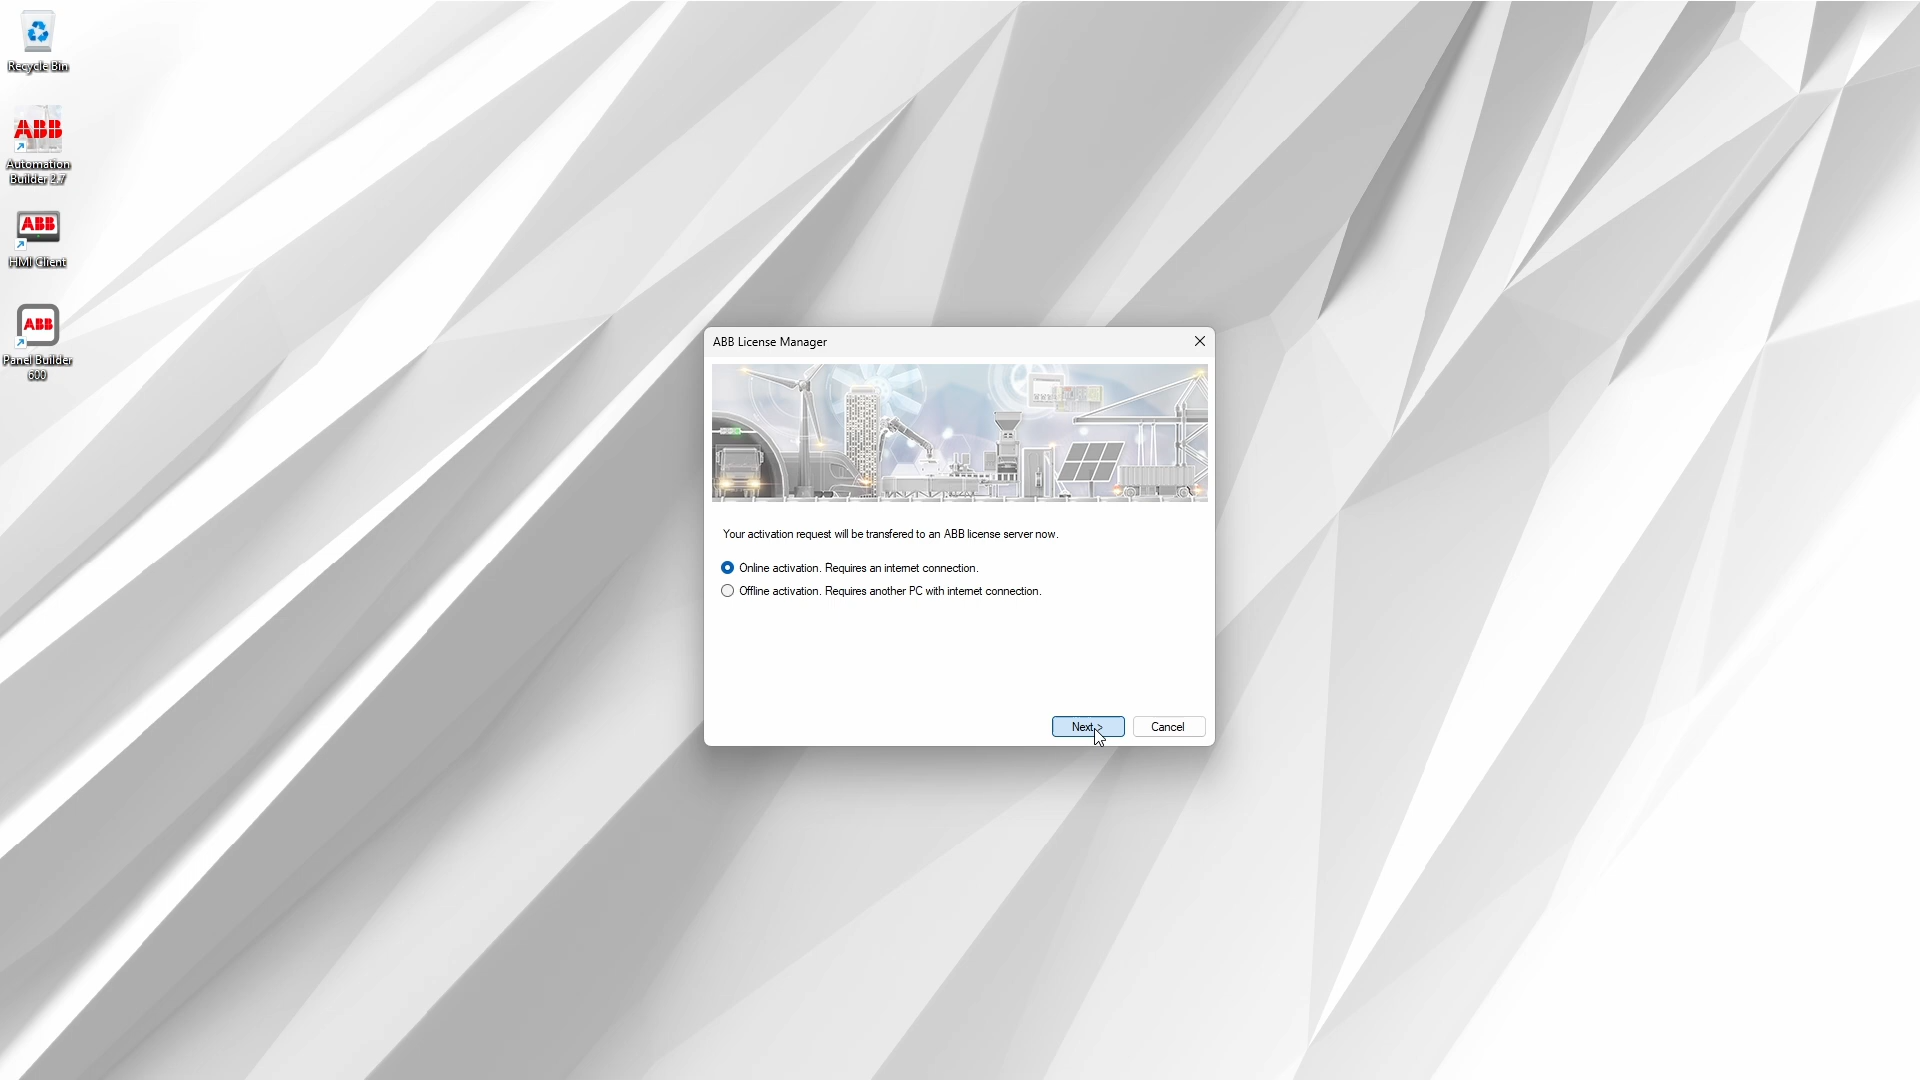 Recycle Bin
ABB
Automation
Builder 2.7
ABB
HMI Client
ABB
Panel Builder
600
ABB License Manager
Your activation request will be transfered to an ABB license server now.
Online activation. Requires an internet connection.
Offline activation. Requires another PC with internet connection.
Next >
Cancel